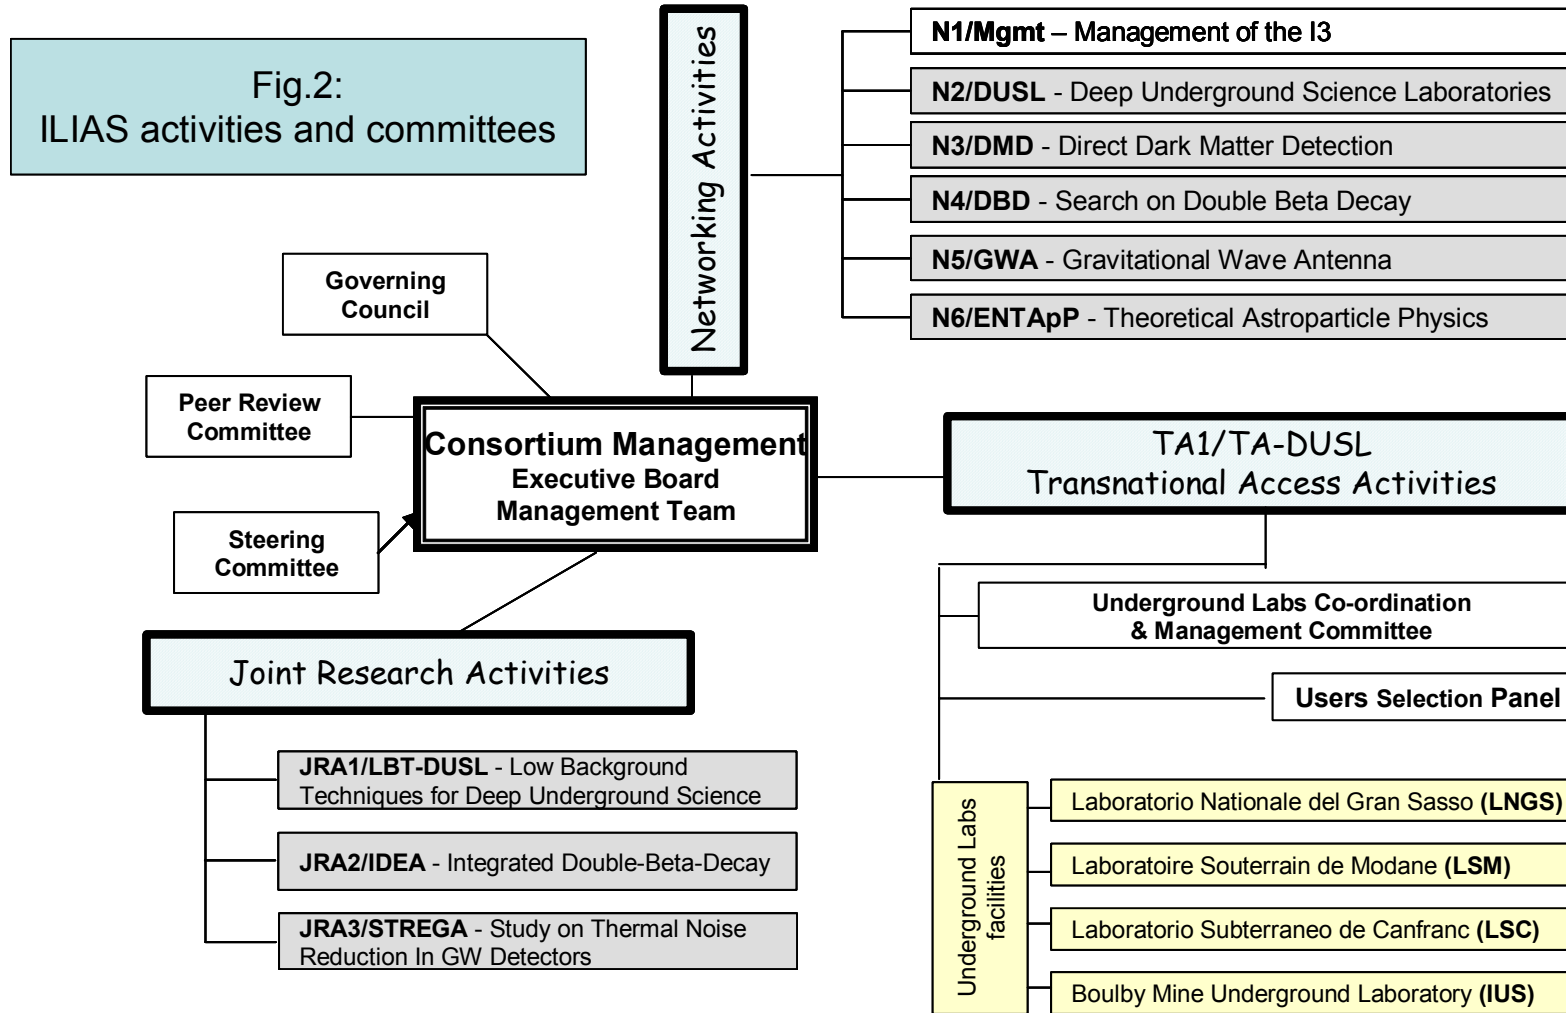 Fig.2:
ILIAS activities and committees
Networking Activities
N1/Mgmt – Management of the I3
N2/DUSL - Deep Underground Science Laboratories
N3/DMD - Direct Dark Matter Detection
N4/DBD - Search on Double Beta Decay
N5/GWA - Gravitational Wave Antenna
N6/ENTApP - Theoretical Astroparticle Physics
Governing
Council
Peer Review
Committee
Steering
Committee
Consortium Management
Executive Board
Management Team
TA1/TA-DUSL
Transnational Access Activities
Underground Labs Co-ordination
& Management Committee
Users Selection Panel
Underground Labs
facilities
Laboratorio Nationale del Gran Sasso (LNGS)
Laboratoire Souterrain de Modane (LSM)
Laboratorio Subterraneo de Canfranc (LSC)
Boulby Mine Underground Laboratory (IUS)
Joint Research Activities
JRA1/LBT-DUSL - Low Background
Techniques for Deep Underground Science
JRA2/IDEA - Integrated Double-Beta-Decay
JRA3/STREGA - Study on Thermal Noise
Reduction In GW Detectors